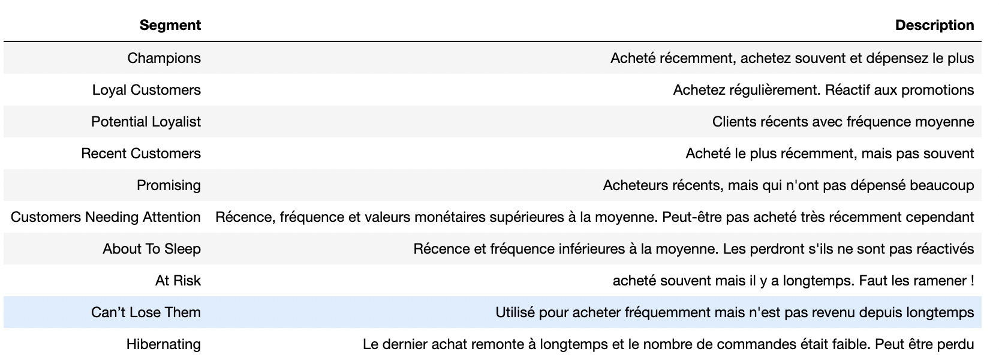 Segment Description
Champions Acheté récemment, achetez souvent et dépensez le plus
Loyal Customers Achetez régulièrement. Réactif aux promotions
Potential Loyalist Clients récents avec fréquence moyenne
Recent Customers Acheté le plus récemment, mais pas souvent
Promising Acheteurs récents, mais qui n'ont pas dépensé beaucoup
Customers Needing Attention Récence, fréquence et valeurs monétaires supérieures à la moyenne. Peut-être pas acheté très récemment cependant
About To Sleep Récence et fréquence inférieures à la moyenne. Les perdront s'ils ne sont pas réactivés
At Risk acheté souvent mais il y a longtemps. Faut les ramener !
Can’t Lose Them Utilisé pour acheter fréquemment mais n'est pas revenu depuis longtemps
Hibernating Le dernier achat remonte à longtemps et le nombre de commandes était faible. Peut être perdu